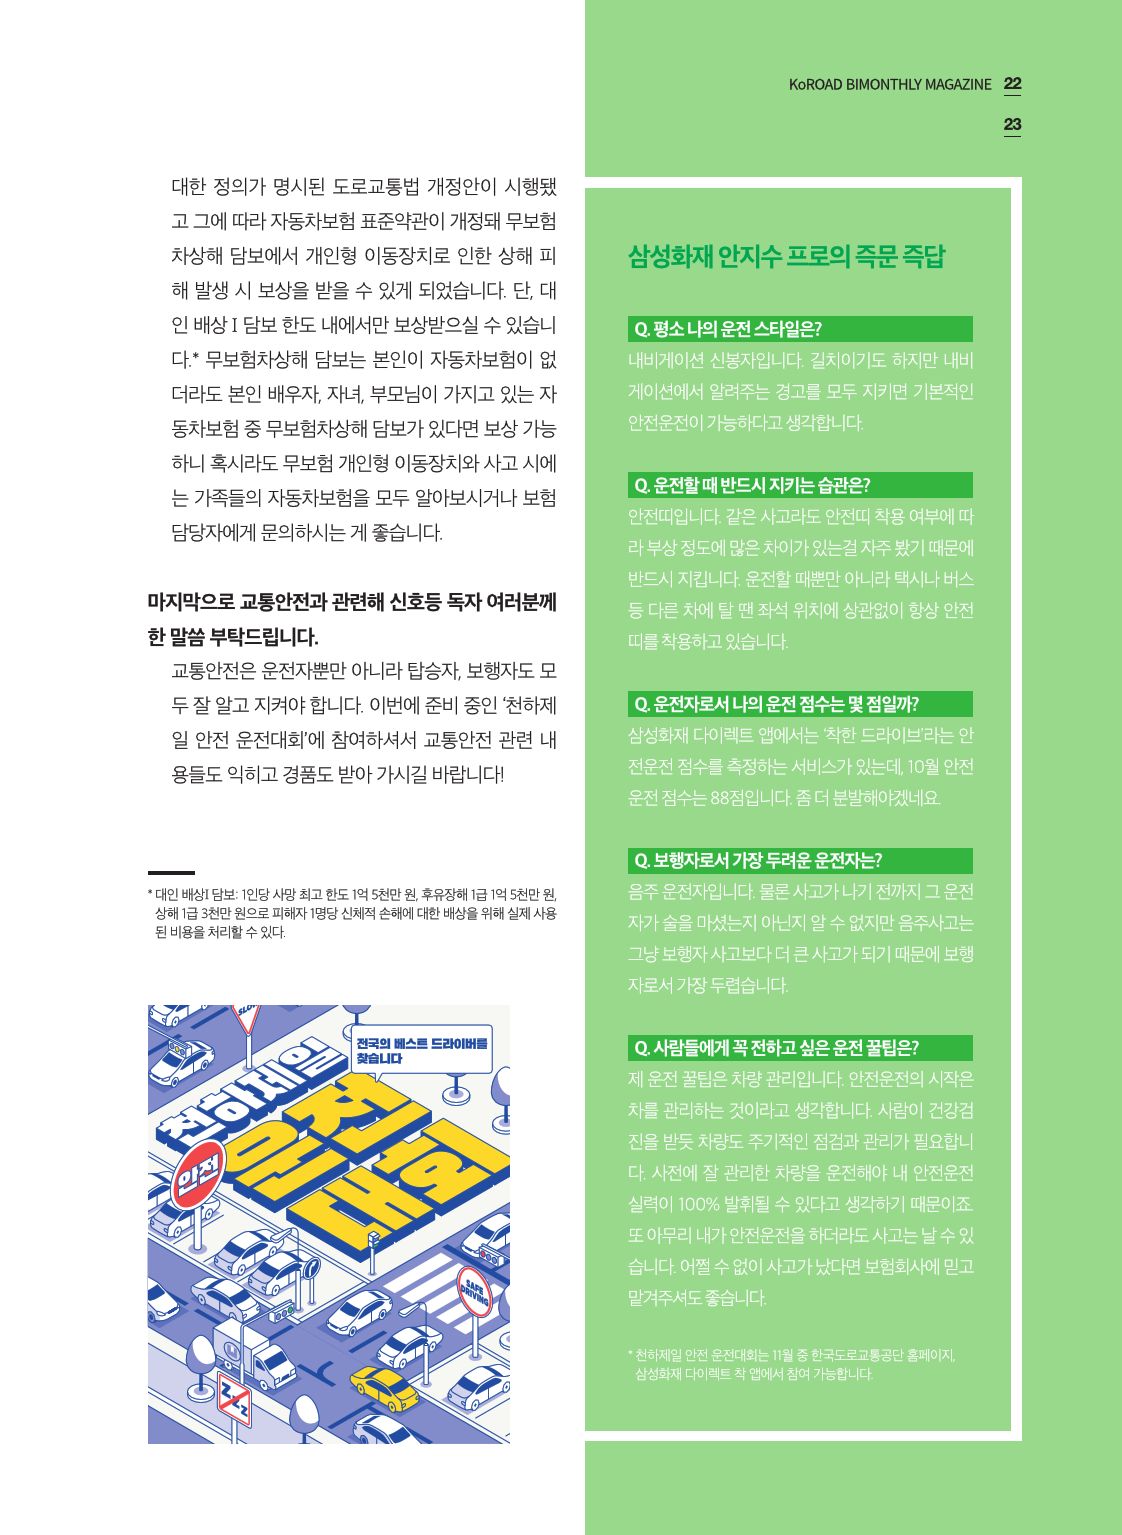 KoROAD BIMONTHLY MAGAZINE 22
23
대한 정의가 명시된 도로교통법 개정안이 시행됐
고 그에 따라 자동차보험 표준약관이 개정돼 무보험
차상해 담보에서 개인형 이동장치로 인한 상해 피
해 발생 시 보상을 받을 수 있게 되었습니다. 단, 대
인 배상 I 담보 한도 내에서만 보상받으실 수 있습니
다.* 무보험차상해 담보는 본인이 자동차보험이 없
더라도 본인 배우자, 자녀, 부모님이 가지고 있는 자
동차보험 중 무보험차상해 담보가 있다면 보상 가능
하니 혹시라도 무보험 개인형 이동장치와 사고 시에
는 가족들의 자동차보험을 모두 알아보시거나 보험
담당자에게 문의하시는 게 좋습니다.
마지막으로 교통안전과 관련해 신호등 독자 여러분께
한 말씀 부탁드립니다.
교통안전은 운전자뿐만 아니라 탑승자, 보행자도 모
두 잘 알고 지켜야 합니다. 이번에 준비 중인 ‘천하제
일 안전 운전대회’에 참여하셔서 교통안전 관련 내
용들도 익히고 경품도 받아 가시길 바랍니다!
* 대인 배상I 담보: 1인당 사망 최고 한도 1억 5천만 원, 후유장해 1급 1억 5천만 원,
상해 1급 3천만 원으로 피해자 1명당 신체적 손해에 대한 배상을 위해 실제 사용
된 비용을 처리할 수 있다.
SLOW
전국의 베스트 드라이버를
찾습니다
천하제일
안전
운전
대회
SAFE
DRIVING
Zzz
삼성화재 안지수 프로의 즉문 즉답
Q. 평소 나의 운전 스타일은?
내비게이션 신봉자입니다. 길치이기도 하지만 내비
게이션에서 알려주는 경고를 모두 지키면 기본적인
안전운전이 가능하다고 생각합니다.
Q. 운전할 때 반드시 지키는 습관은?
안전띠입니다. 같은 사고라도 안전띠 착용 여부에 따
라 부상 정도에 많은 차이가 있는걸 자주 봤기 때문에
반드시 지킵니다. 운전할 때뿐만 아니라 택시나 버스
등 다른 차에 탈 땐 좌석 위치에 상관없이 항상 안전
띠를 착용하고 있습니다.
Q. 운전자로서 나의 운전 점수는 몇 점일까?
삼성화재 다이렉트 앱에서는 ‘착한 드라이브’라는 안
전운전 점수를 측정하는 서비스가 있는데, 10월 안전
운전 점수는 88점입니다. 좀 더 분발해야겠네요.
Q. 보행자로서 가장 두려운 운전자는?
음주 운전자입니다. 물론 사고가 나기 전까지 그 운전
자가 술을 마셨는지 아닌지 알 수 없지만 음주사고는
그냥 보행자 사고보다 더 큰 사고가 되기 때문에 보행
자로서 가장 두렵습니다.
Q. 사람들에게 꼭 전하고 싶은 운전 꿀팁은?
제 운전 꿀팁은 차량 관리입니다. 안전운전의 시작은
차를 관리하는 것이라고 생각합니다. 사람이 건강검
진을 받듯 차량도 주기적인 점검과 관리가 필요합니
다. 사전에 잘 관리한 차량을 운전해야 내 안전운전
실력이 100% 발휘될 수 있다고 생각하기 때문이죠.
또 아무리 내가 안전운전을 하더라도 사고는 날 수 있
습니다. 어쩔 수 없이 사고가 났다면 보험회사에 믿고
맡겨주셔도 좋습니다.
* 천하제일 안전 운전대회는 11월 중 한국도로교통공단 홈페이지,
삼성화재 다이렉트 착 앱에서 참여 가능합니다.